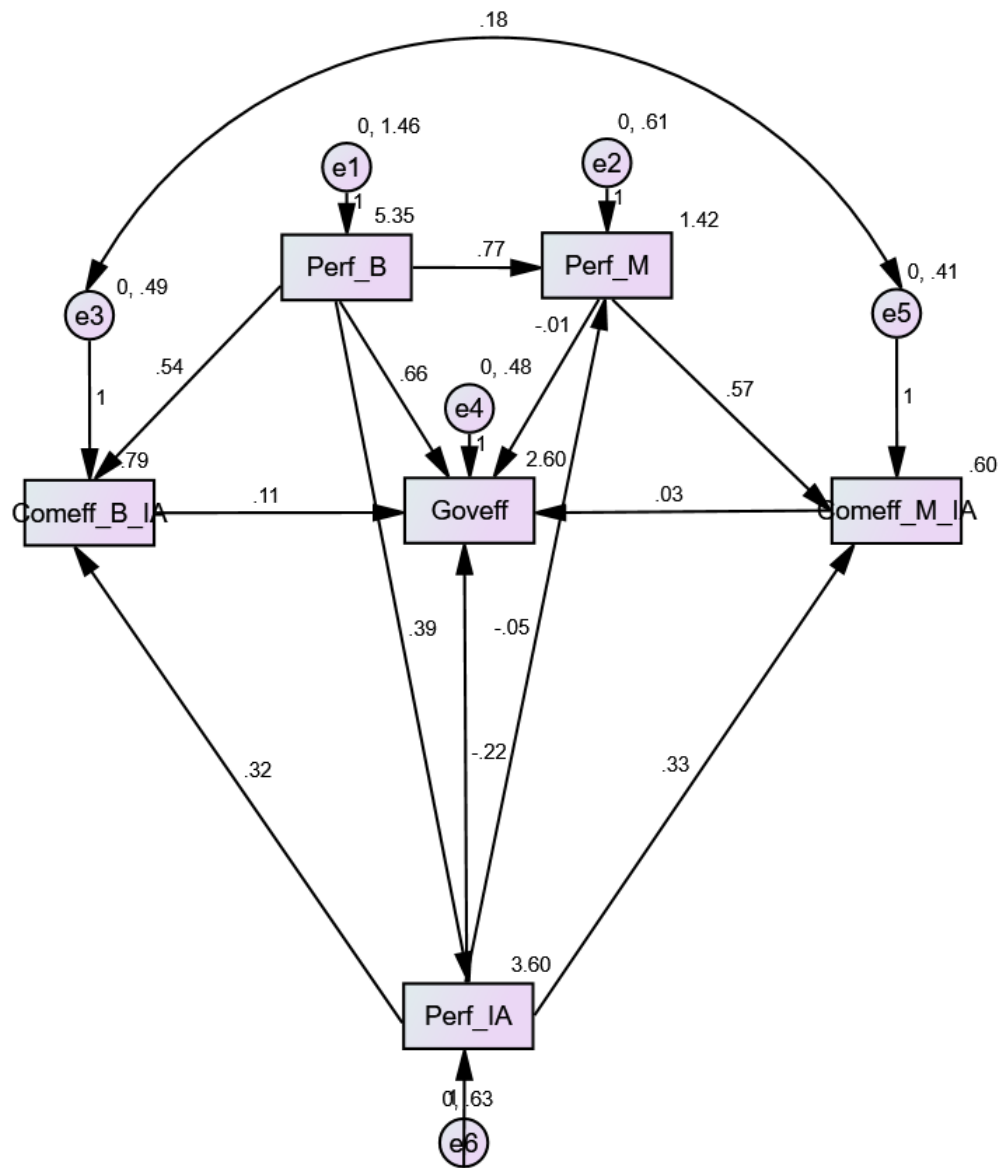 .18
0, 1.46
0, .61
e1
e2
1
1
5.35
1.42
Perf_B
.77
Perf_M
0, .49
0, .41
e3
e5
-.01
.54
.66
0, .48
.57
e4
1
1
1
.79
2.60
.60
Comeff_B_IA
.11
Goveff
.03
Comeff_M_IA
.39
-.05
-.22
.32
.33
3.60
Perf_IA
0, .63
1
e6